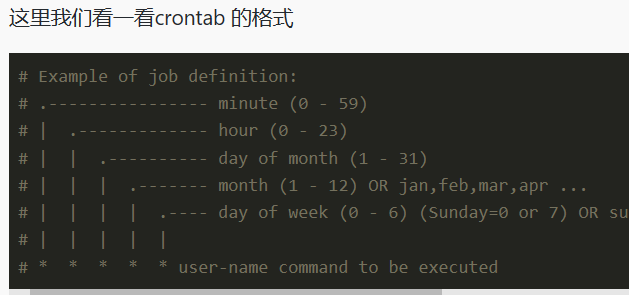 这里我们看一看crontab 的格式
# Example of job definition:
# .---------------- minute (0 - 59)
# |  .------------- hour (0 - 23)
# |  |  .---------- day of month (1 - 31)
# |  |  |  .------- month (1 - 12) OR jan,feb,mar,apr ...
# |  |  |  |  .---- day of week (0 - 6) (Sunday=0 or 7) OR su
# |  |  |  |  |
# *  *  *  *  * user-name command to be executed